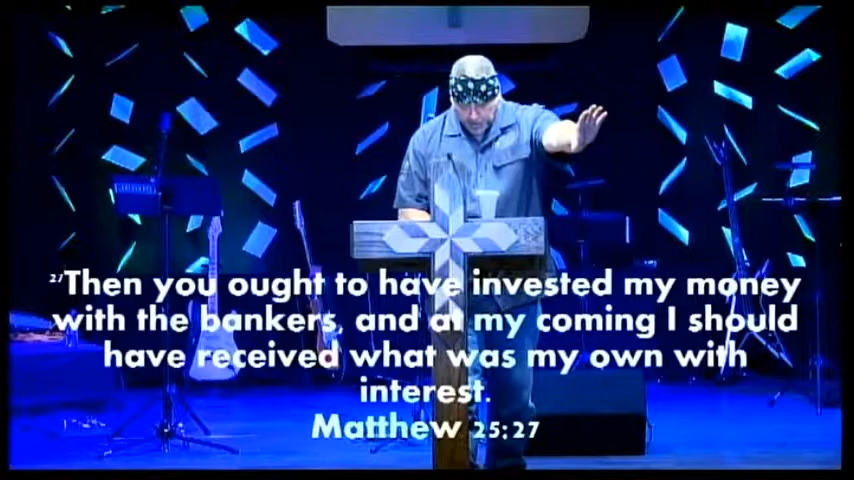 27Then you ought to have invested my money
with the bankers, and at my coming I should
have received what was my own with
interest.
Matthew 25:27